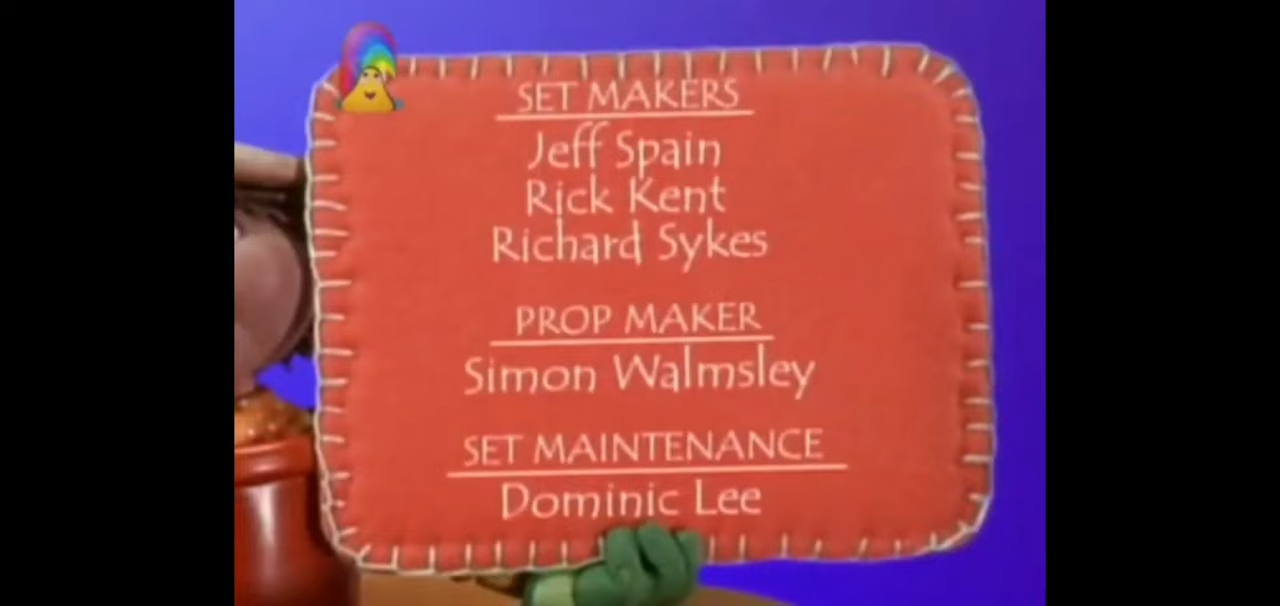 SET MAKERS
Jeff Spain
Rick Kent
Richard Sykes
PROP MAKER
Simon Walmsley
SET MAINTENANCE
Dominic Lee